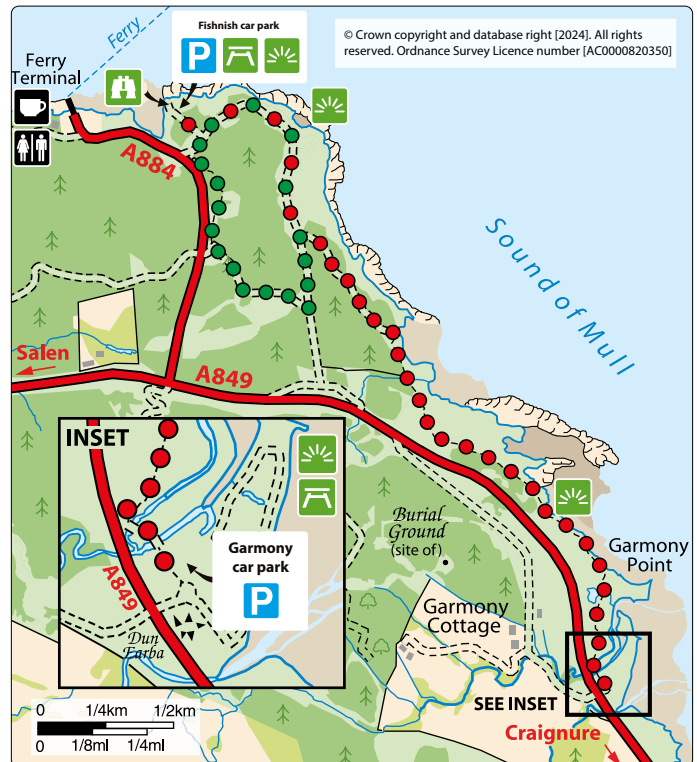 Fishnish car park
P
© Crown copyright and database right [2024]. All rights
reserved. Ordnance Survey Licence number [AC0000820350]
Ferry
Ferry
Terminal
A884
Sound of Mull
Salen
A849
INSET
Garmony
car park
P
A849
Dun
Earba
Burial
Ground
(site of)
Garmony
Point
Garmony
Cottage
SEE INSET
Craignure
0 1/4km 1/2km
0 1/8ml 1/4ml